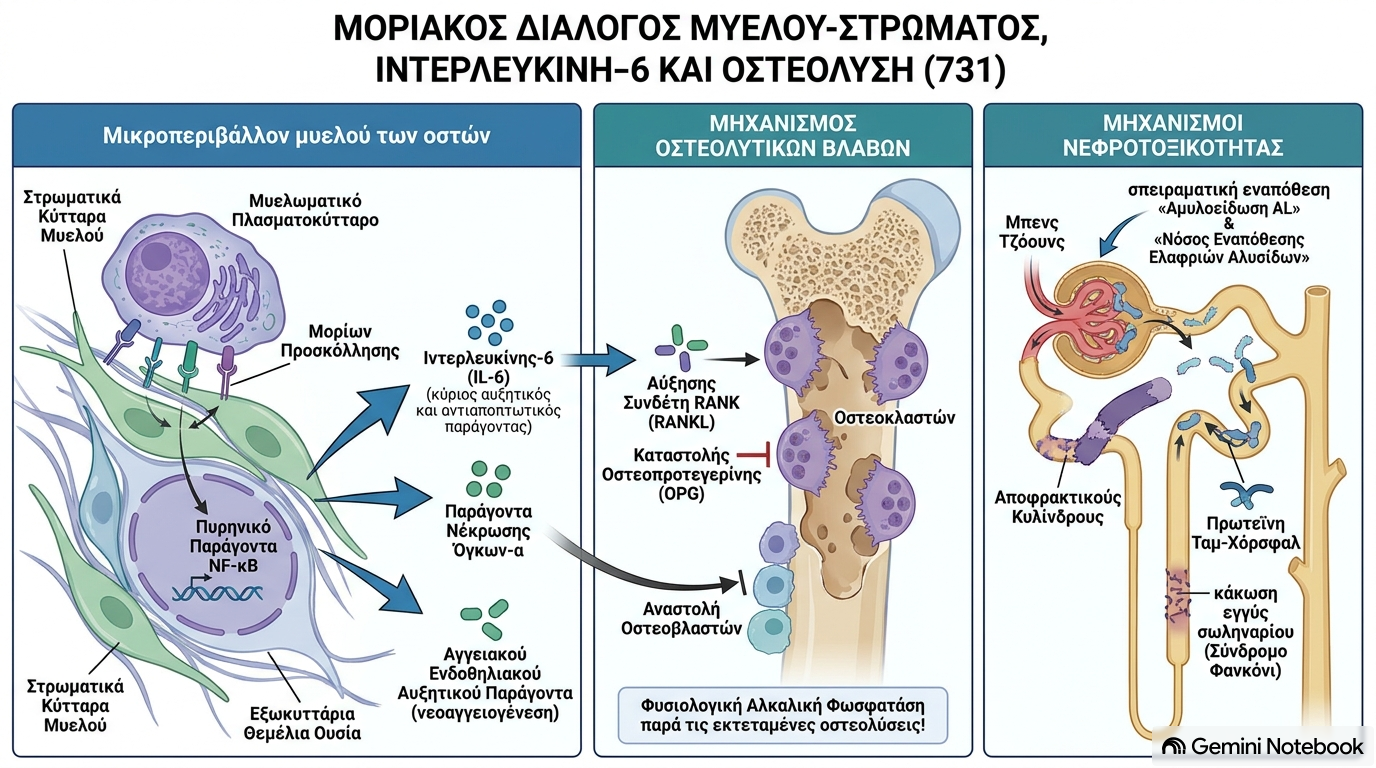 ΜΟΡΙΑΚΟΣ ΔΙΑΛΟΓΟΣ ΜΥΕΛΟΥ-ΣΤΡΩΜΑΤΟΣ,
ΙΝΤΕΡΛΕΥΚΙΝΗ-6 ΚΑΙ ΟΣΤΕΟΛΥΣΗ (731)
Μικροπεριβάλλον μυελού των οστών
Στρωματικά
Κύτταρα
Μυελού
Μυελωματικό
Πλασματοκύτταρο
Μορίων
Προσκόλλησης
Ιντερλευκίνης-6
(IL-6)
(κύριος αυξητικός
και αντιαποπτωτικός
παράγοντας)
Πυρηνικό
Παράγοντα
NF-κB
Παράγοντα
Νέκρωσης
Όγκων-α
Αγγειακού
Ενδοθηλιακού
Αυξητικού Παράγοντα
(νεοαγγειογένεση)
Στρωματικά
Κύτταρα
Μυελού
Εξωκυττάρια
Θεμέλια Ουσία
ΜΗΧΑΝΙΣΜΟΣ
ΟΣΤΕΟΛΥΤΙΚΩΝ ΒΛΑΒΩΝ
Αύξησης
Συνδέτη RANK
(RANKL)
Οστεοκλαστών
Καταστολής
Οστεοπροτεγερίνης
(OPG)
Αναστολή
Οστεοβλαστών
Φυσιολογική Αλκαλική Φωσφατάση
παρά τις εκτεταμένες οστεολύσεις!
ΜΗΧΑΝΙΣΜΟΙ
ΝΕΦΡΟΤΟΞΙΚΟΤΗΤΑΣ
σπειραματική εναπόθεση
«Αμυλοείδωση AL»
&
«Νόσος Εναπόθεσης
Ελαφριών Αλυσίδων»
Μπενς
Τζόουνς
Αποφρακτικούς
Κυλίνδρους
Πρωτεΐνη
Ταμ-Χόρσφαλ
κάκωση
εγγύς
σωληναρίου
(Σύνδρομο
Φανκόνι)
Gemini Notebook